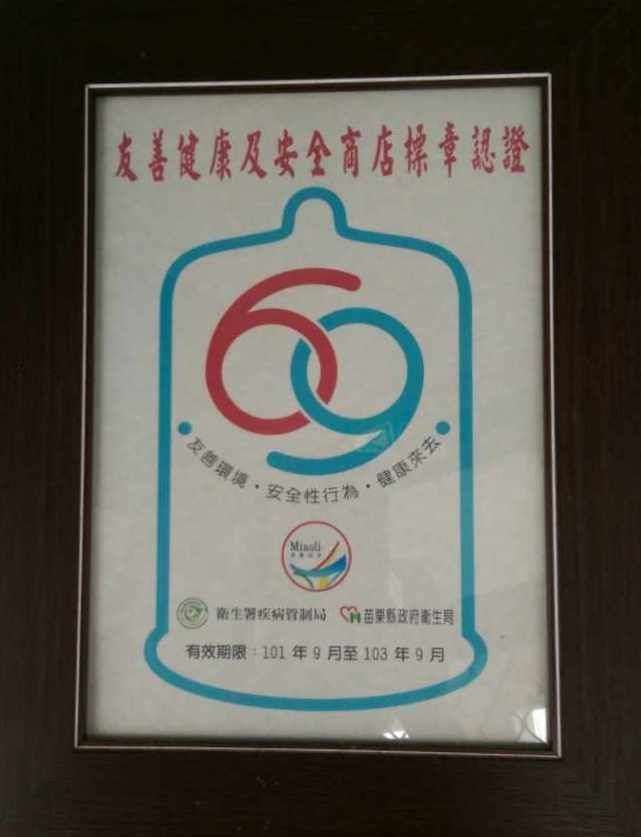 友善健康及安全商店標章認證
69
友善環境・安全性行為・健康來去
Miaoli
衛生署疾病管制局 苗栗縣政府衛生局
有效期限：101 年 9 月至 103 年 9 月